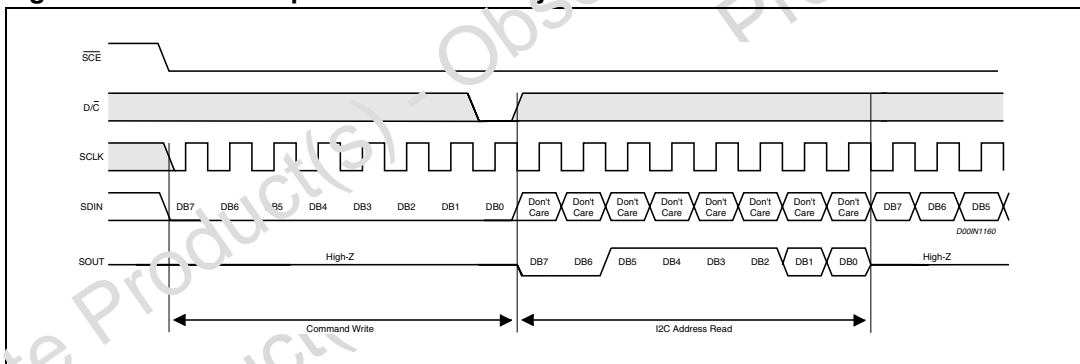 SCE
D/C
SCLK
SDIN DB7 DB6 DB4 DB3 DB2 DB1 DB0 Don't Care Don't Care Don't Care Don't Care Don't Care Don't Care Don't Care Don't Care DB7 DB6 DB5
D00IN1160
SOUT High-Z DB7 DB6 DB5 DB4 DB3 DB2 DB1 DB0 High-Z
Command Write I2C Address Read